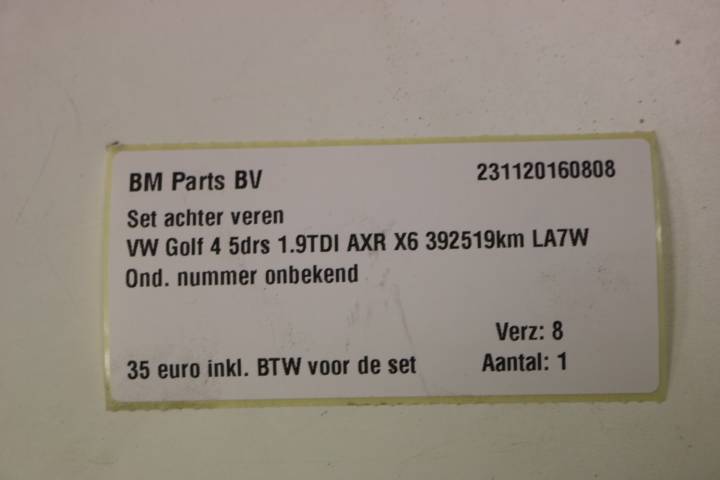 BM Parts BV 231120160808
Set achter veren
VW Golf 4 5drs 1.9TDI AXR X6 392519km LA7W
Ond. nummer onbekend
Verz: 8
35 euro inkl. BTW voor de set Aantal: 1